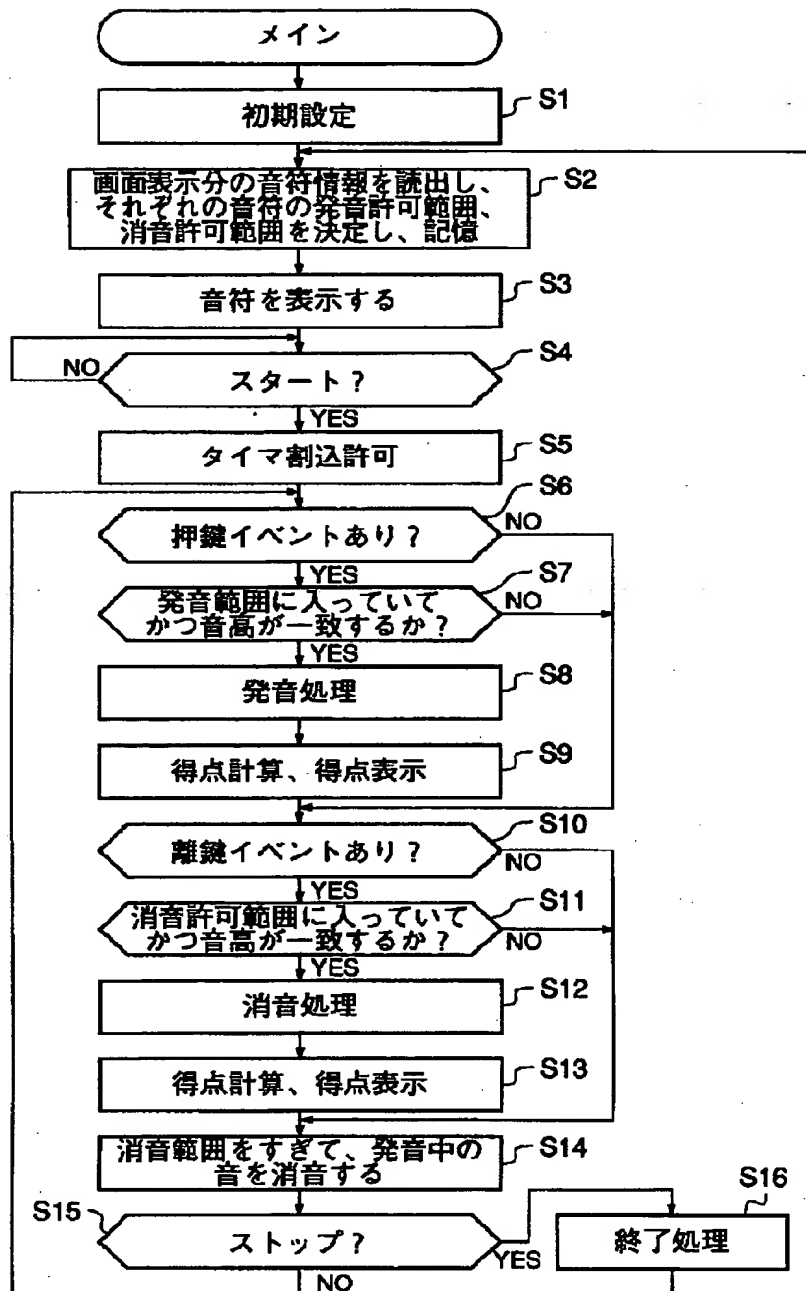 メイン
初期設定
S1
画面表示分の音符情報を読出し、
それぞれの音符の発音許可範囲、
消音許可範囲を決定し、記憶
S2
音符を表示する
S3
スタート？
S4
NO
YES
タイマ割込許可
S5
押鍵イベントあり？
S6
NO
YES
発音範囲に入っていて
かつ音高が一致するか？
S7
NO
YES
発音処理
S8
得点計算、得点表示
S9
離鍵イベントあり？
S10
NO
YES
消音許可範囲に入っていて
かつ音高が一致するか？
S11
NO
YES
消音処理
S12
得点計算、得点表示
S13
消音範囲をすぎて、発音中の
音を消音する
S14
S15
ストップ？
YES
NO
S16
終了処理